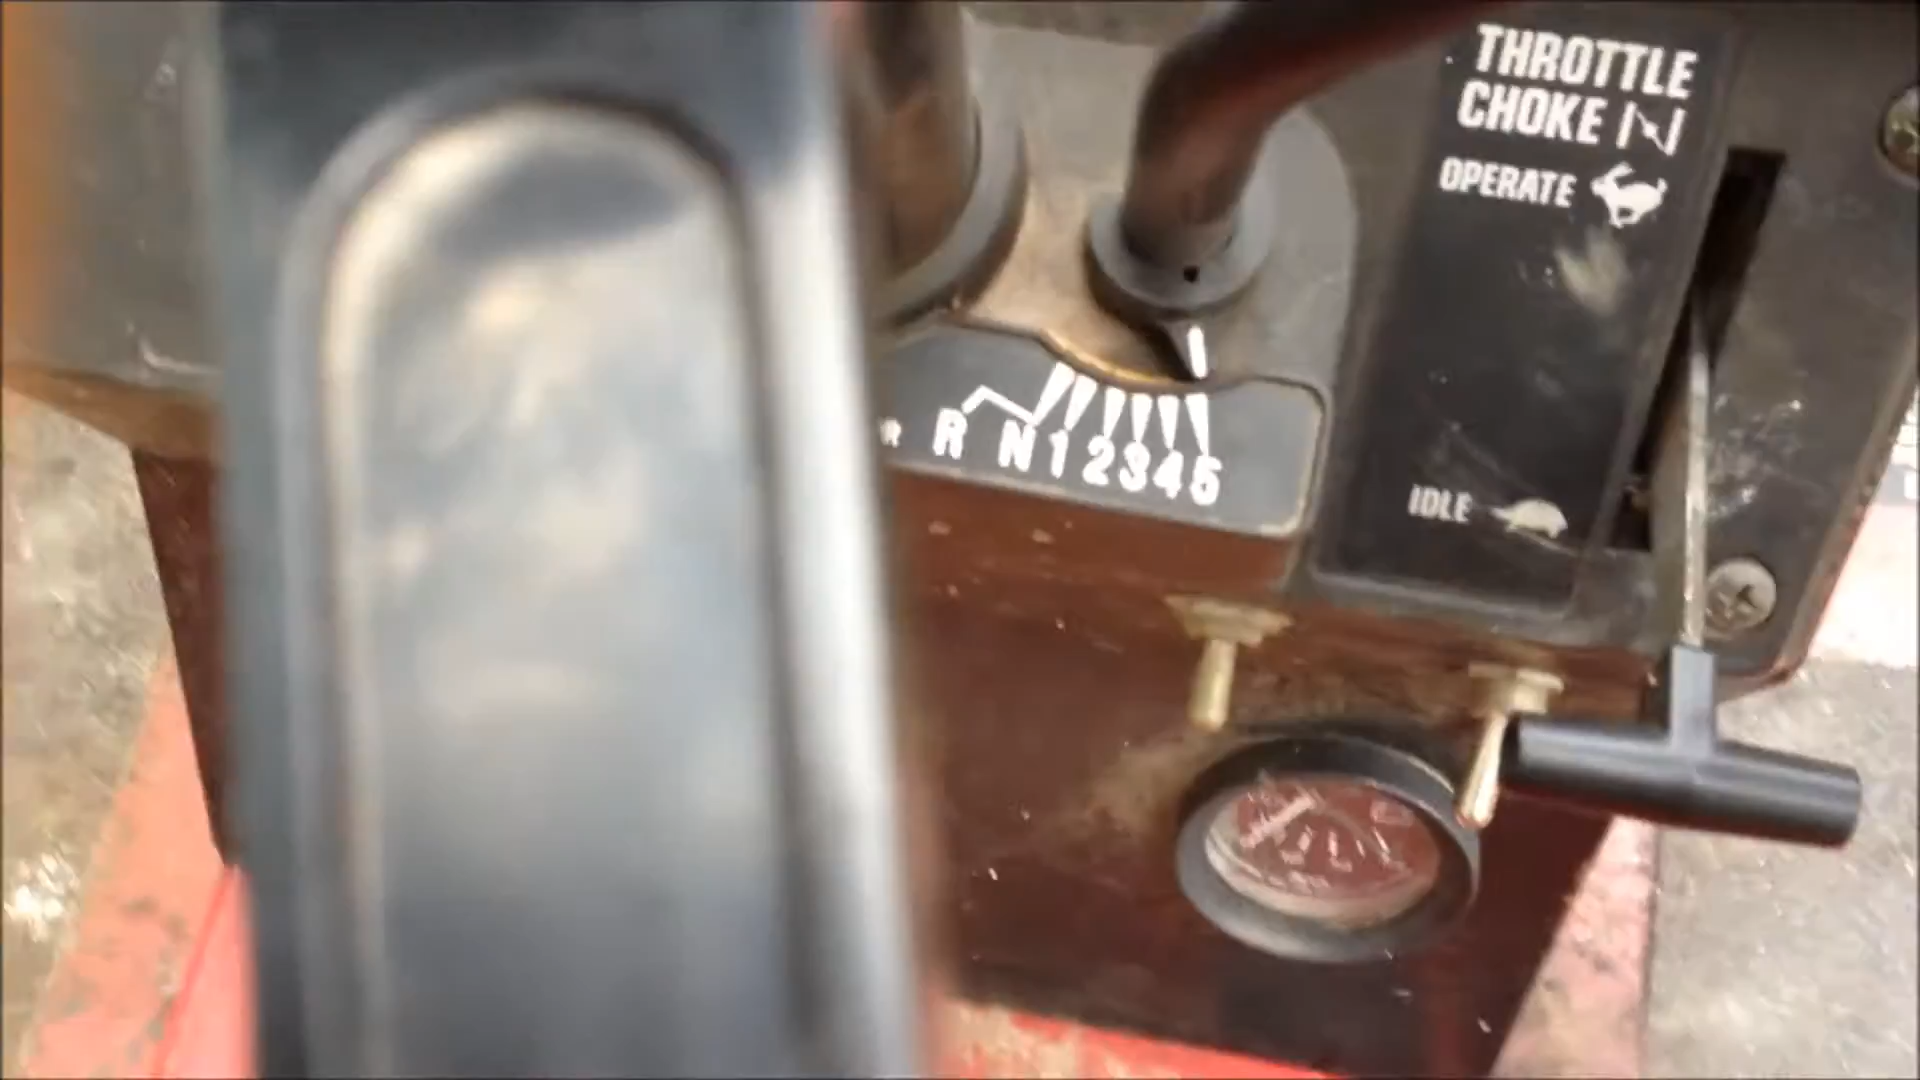 THROTTLE
CHOKE
OPERATE
R N 1 2 3 4 5
IDLE